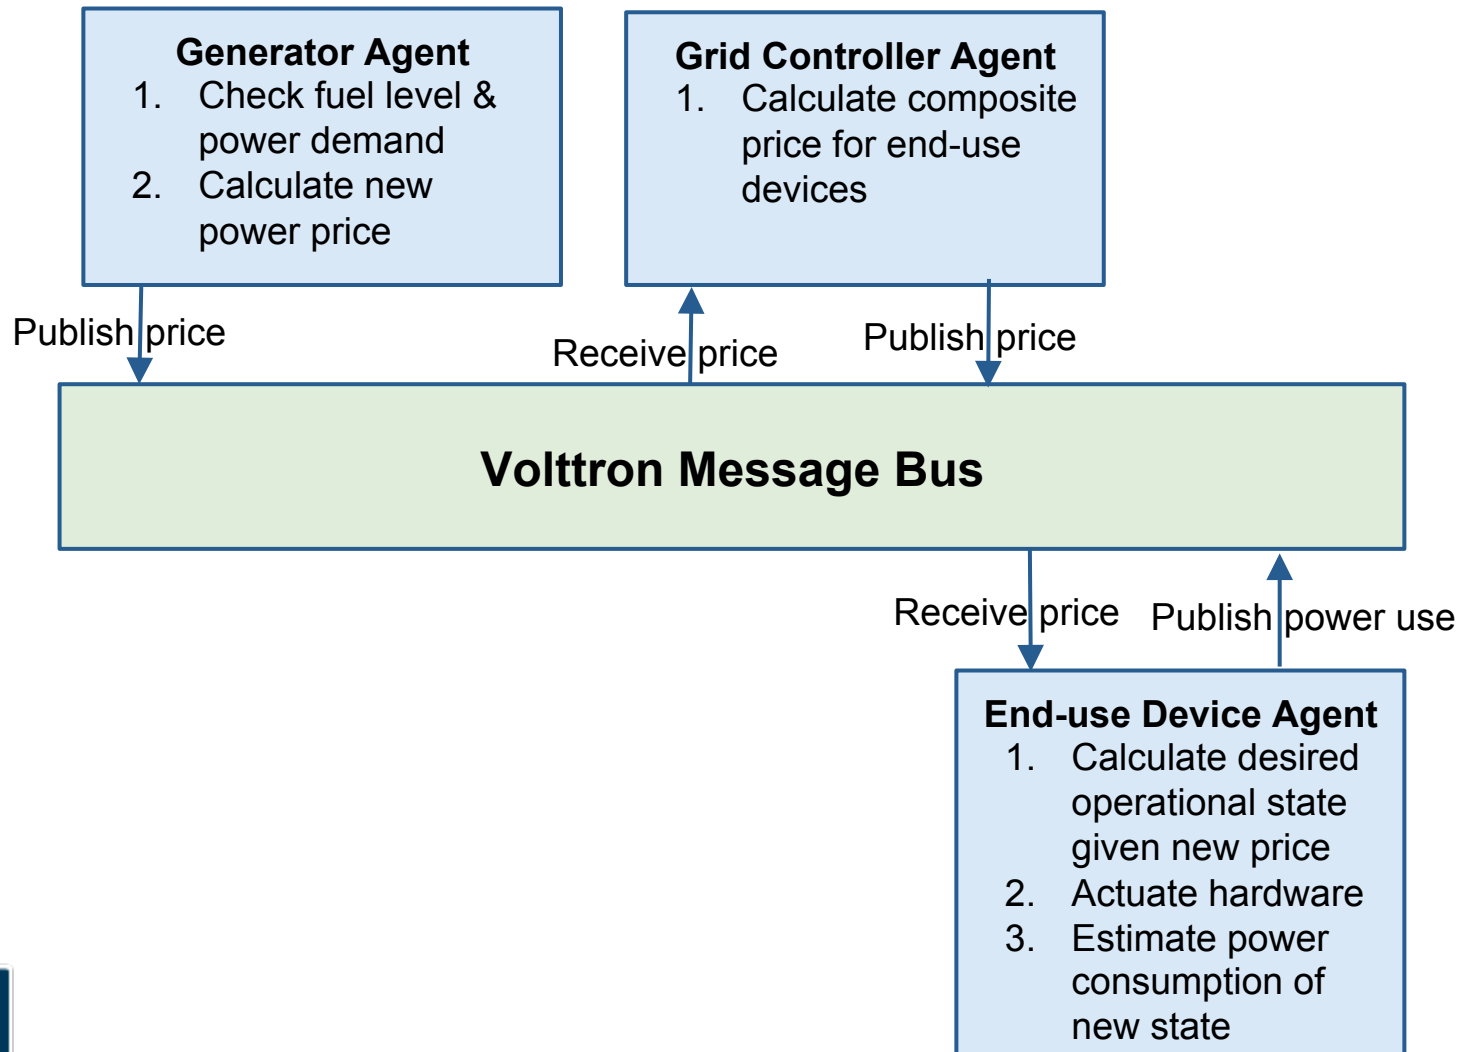 Generator Agent
1. Check fuel level &
power demand
2. Calculate new
power price
Grid Controller Agent
1. Calculate composite
price for end-use
devices
Publish price
Receive price
Publish price
Volttron Message Bus
Receive price
Publish power use
End-use Device Agent
1. Calculate desired
operational state
given new price
2. Actuate hardware
3. Estimate power
consumption of
new state